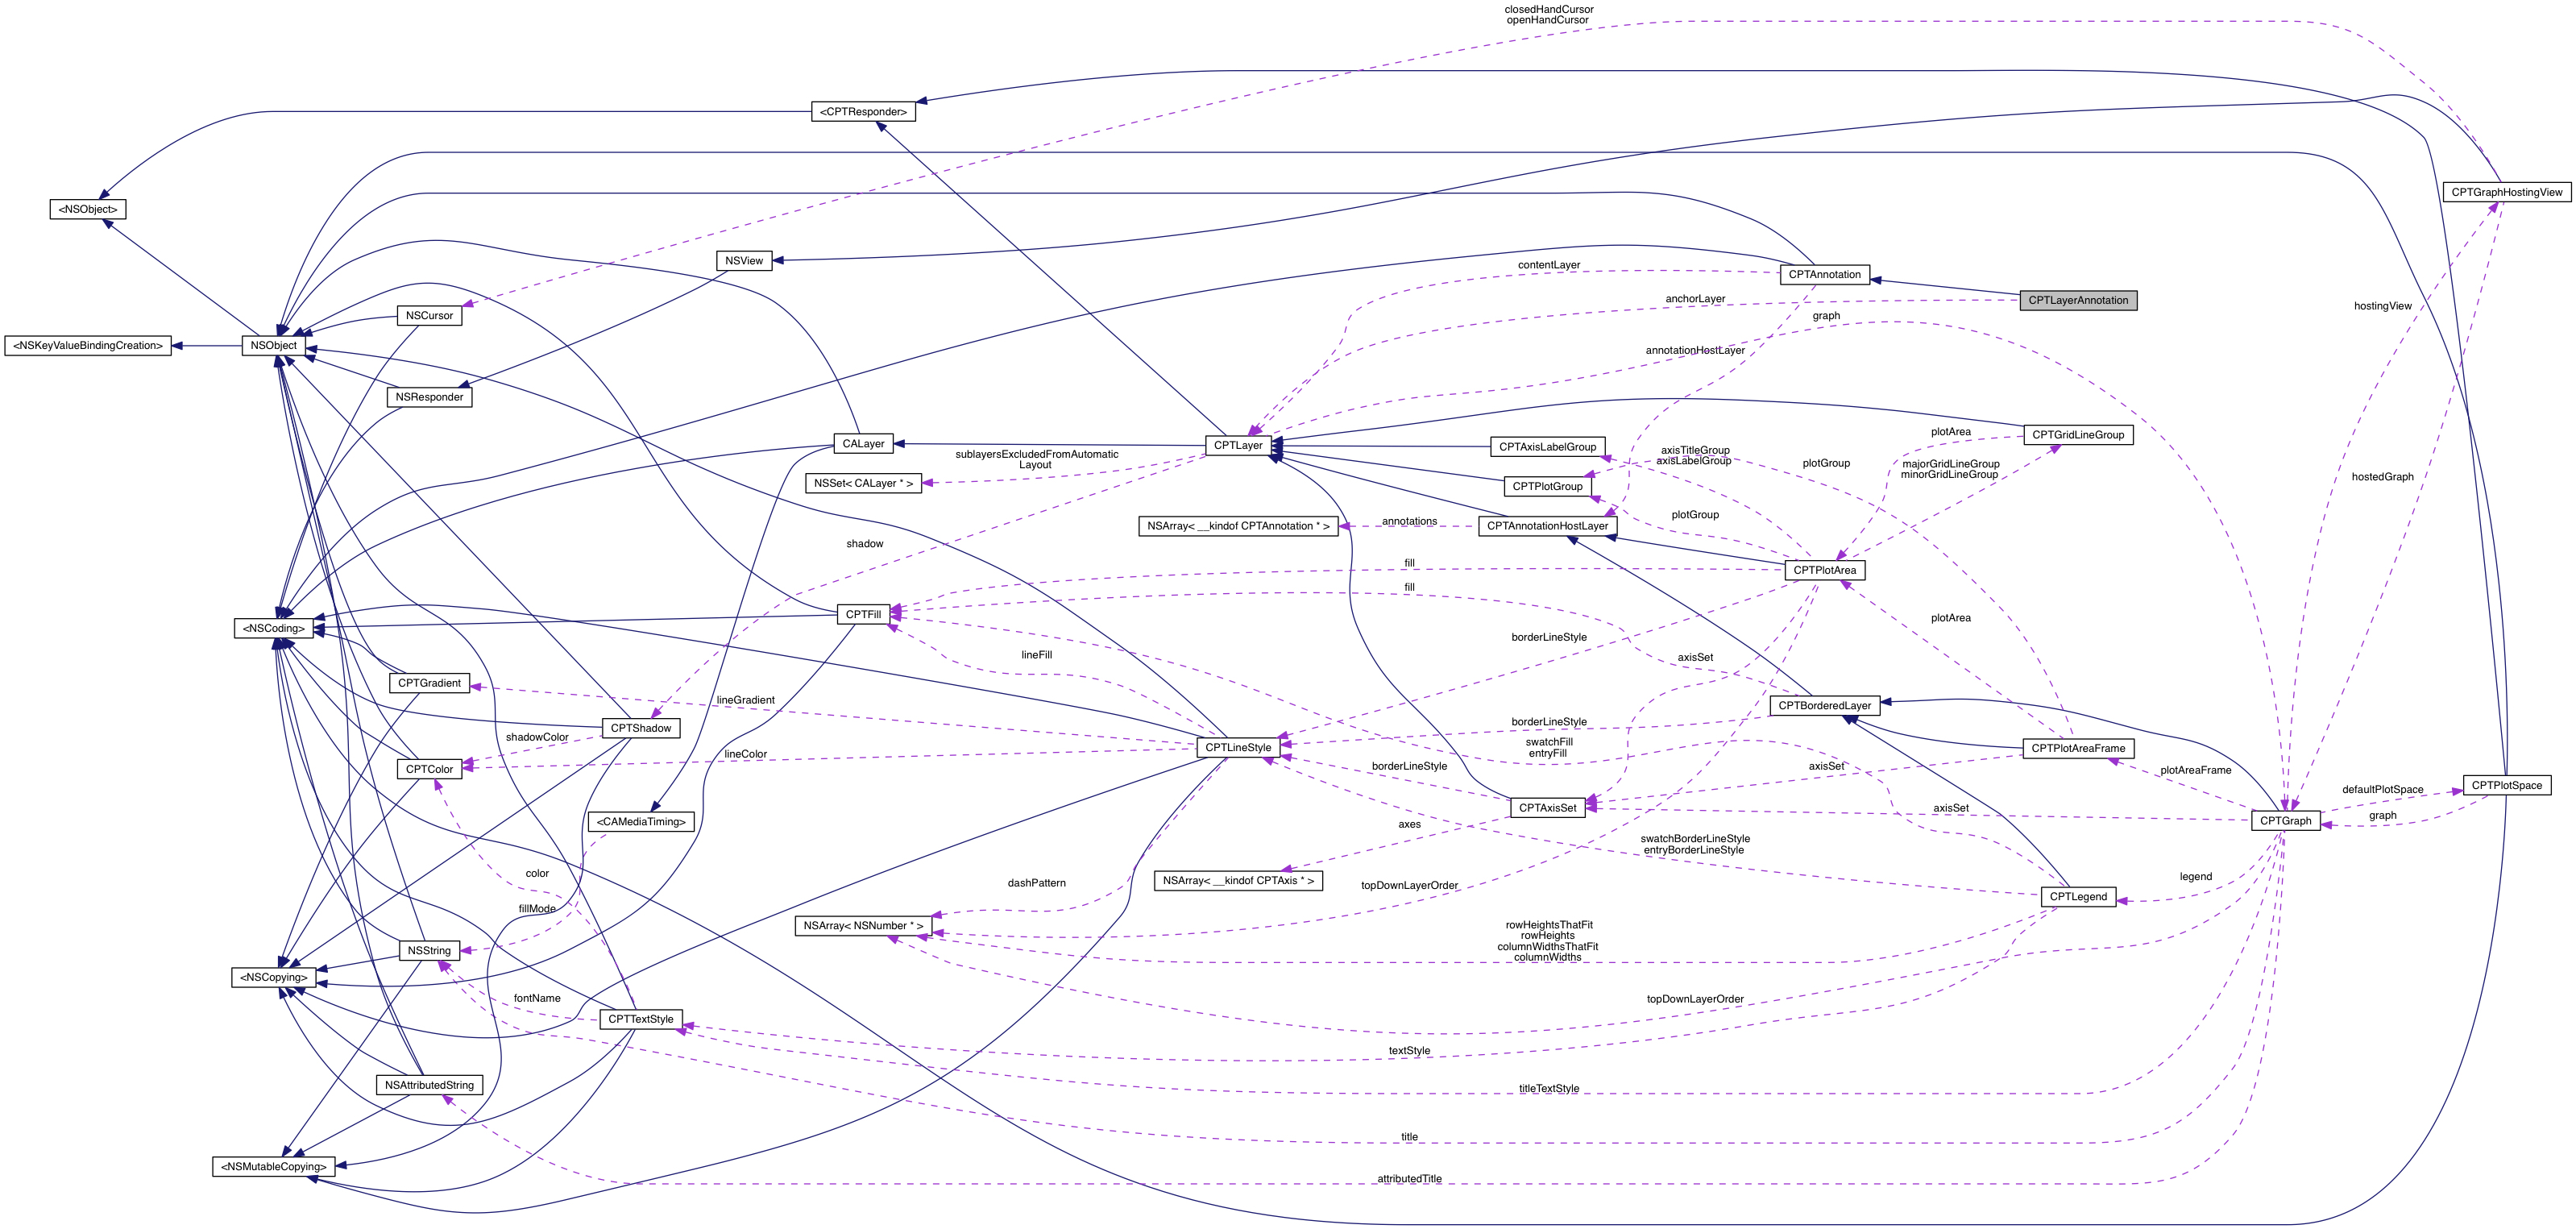 closedHandCursor
openHandCursor
<CPTResponder>
CPTGraphHostingView
<NSObject>
NSView
contentLayer
CPTAnnotation
anchorLayer
CPTLayerAnnotation
hostingView
NSCursor
graph
<NSKeyValueBindingCreation>
NSObject
annotationHostLayer
NSResponder
CALayer
CPTLayer
CPTAxisLabelGroup
plotArea
CPTGridLineGroup
sublayersExcludedFromAutomatic
Layout
axisTitleGroup
axisLabelGroup
plotGroup
majorGridLineGroup
minorGridLineGroup
hostedGraph
NSSet< CALayer * >
CPTPlotGroup
NSArray< __kindof CPTAnnotation * >
annotations
CPTAnnotationHostLayer
plotGroup
shadow
fill
CPTPlotArea
fill
CPTFill
plotArea
<NSCoding>
borderLineStyle
lineFill
axisSet
CPTGradient
lineGradient
CPTBorderedLayer
CPTShadow
borderLineStyle
shadowColor
lineColor
CPTLineStyle
swatchFill
entryFill
CPTPlotAreaFrame
CPTColor
borderLineStyle
axisSet
plotAreaFrame
CPTPlotSpace
defaultPlotSpace
CPTAxisSet
axisSet
graph
<CAMediaTiming>
axes
CPTGraph
swatchBorderLineStyle
entryBorderLineStyle
color
dashPattern
NSArray< __kindof CPTAxis * >
topDownLayerOrder
legend
CPTLegend
fillMode
NSArray< NSNumber * >
rowHeightsThatFit
rowHeights
columnWidthsThatFit
columnWidths
NSString
<NSCopying>
fontName
topDownLayerOrder
CPTTextStyle
textStyle
NSAttributedString
titleTextStyle
title
<NSMutableCopying>
attributedTitle